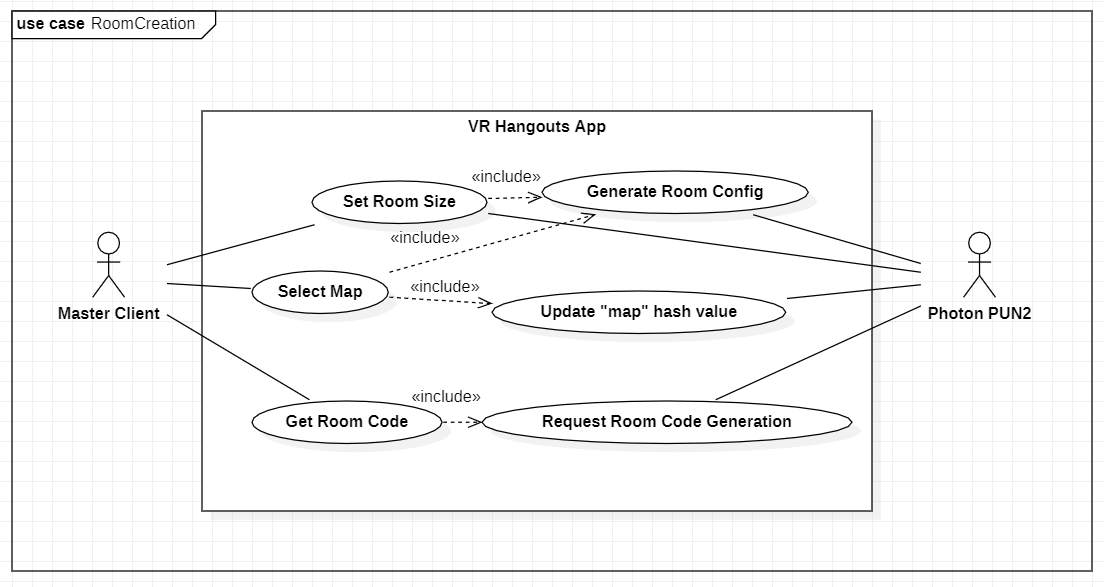 use case RoomCreation
VR Hangouts App
«include»
Generate Room Config
Set Room Size
«include»
«include»
Select Map
Update "map" hash value
Master Client
Photon PUN2
«include»
Get Room Code
Request Room Code Generation